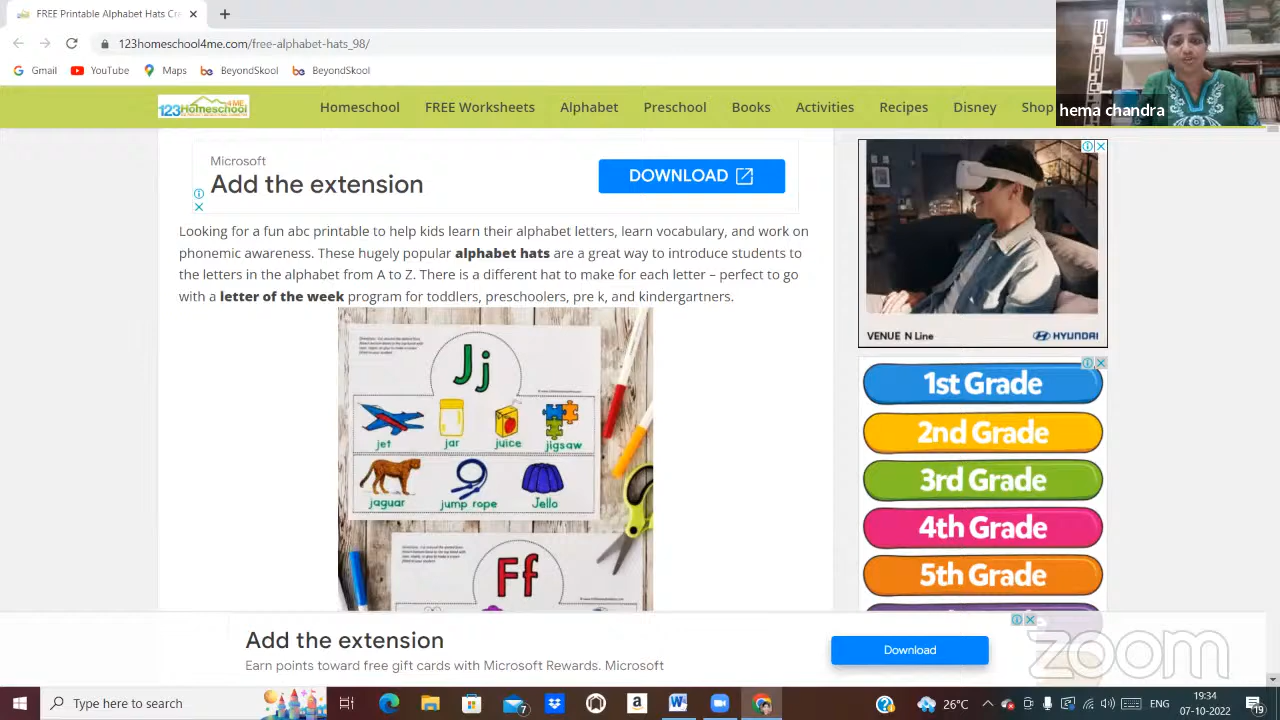 FREE Printable Alphabet Hats Cr
123homeschool4me.com/free-alphabet-hats_98/
Gmail
YouTube
Maps
BeyondSkool
BeyondSkool
123 Homeschool 4 ME
Homeschool
FREE Worksheets
Alphabet
Preschool
Books
Activities
Recipes
Disney
Shop
hema chandra
Microsoft
Add the extension
DOWNLOAD
Looking for a fun abc printable to help kids learn their alphabet letters, learn vocabulary, and work on
phonemic awareness. These hugely popular alphabet hats are a great way to introduce students to
the letters in the alphabet from A to Z. There is a different hat to make for each letter – perfect to go
with a letter of the week program for toddlers, preschoolers, pre k, and kindergartners.
Jj
jet
jar
juice
jigsaw
jaguar
jump rope
Jello
Ff
VENUE N Line
HYUNDAI
1st Grade
2nd Grade
3rd Grade
4th Grade
5th Grade
Add the extension
Earn points toward free gift cards with Microsoft Rewards. Microsoft
Download
zoom
Type here to search
7
26°C
ENG
19:34
07-10-2022
19